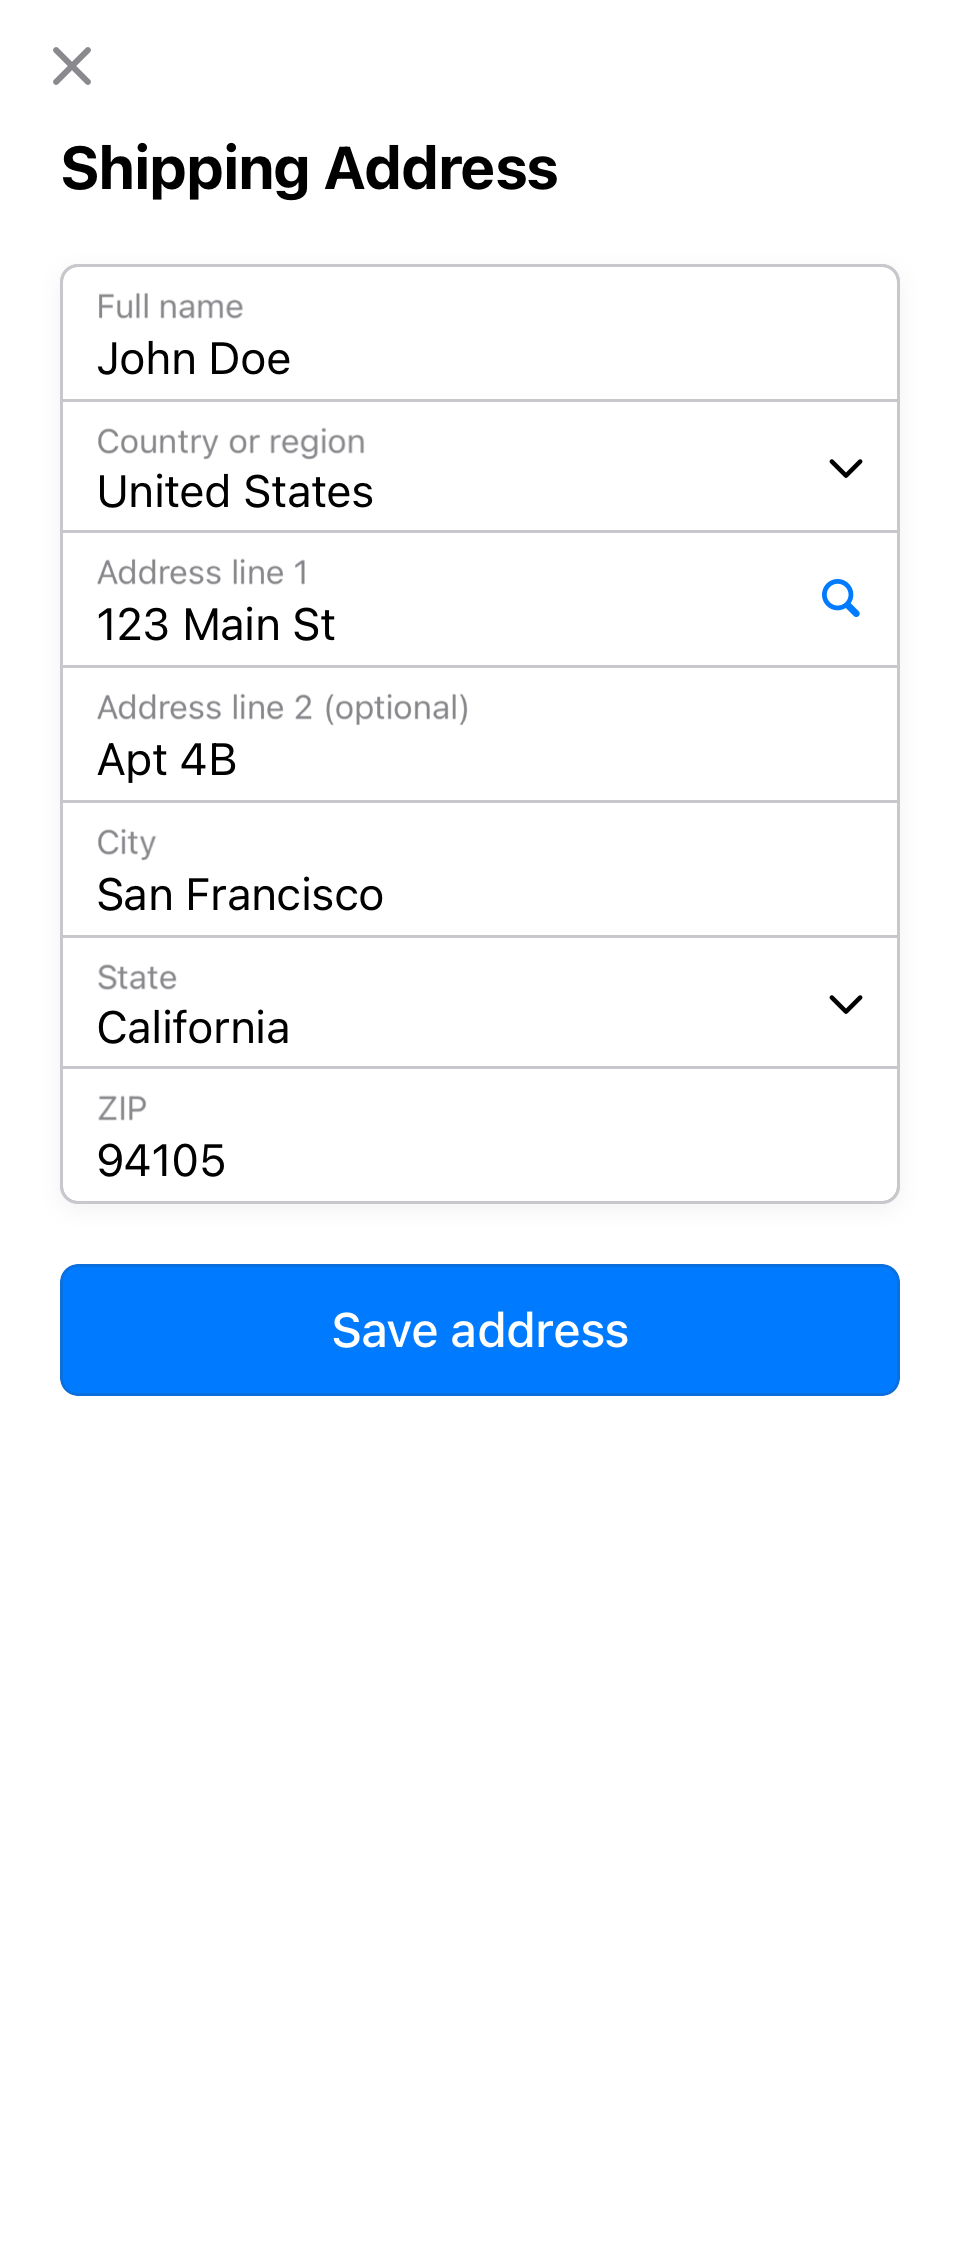 Shipping Address
Full name
John Doe
Country or region
United States
Address line 1
123 Main St
Address line 2 (optional)
Apt 4B
City
San Francisco
State
California
ZIP
94105
Save address